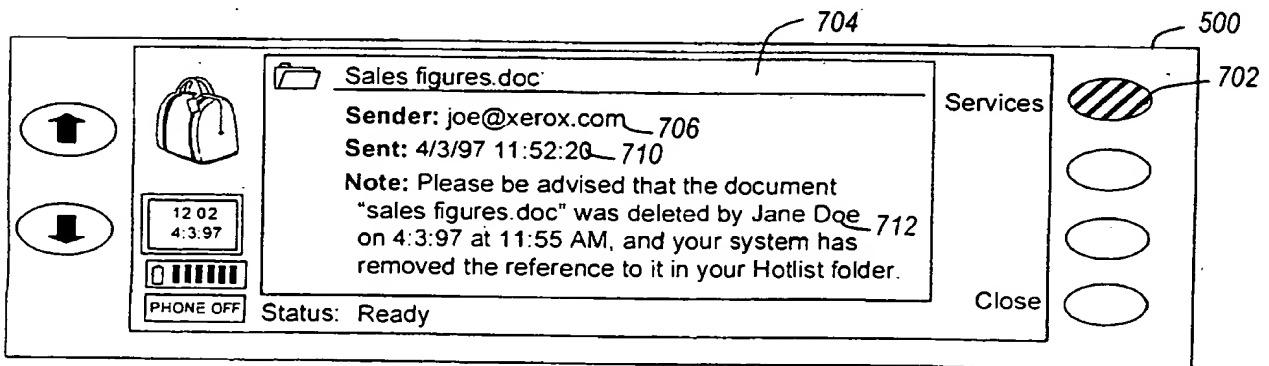 704
500
702
Sales figures.doc
Services
Sender: joe@xerox.com 706
Sent: 4/3/97 11:52:20 710
Note: Please be advised that the document
“sales figures.doc” was deleted by Jane Doe 712
on 4:3:97 at 11:55 AM, and your system has
removed the reference to it in your Hotlist folder.
12 02
4:3:97
PHONE OFF
Status: Ready
Close